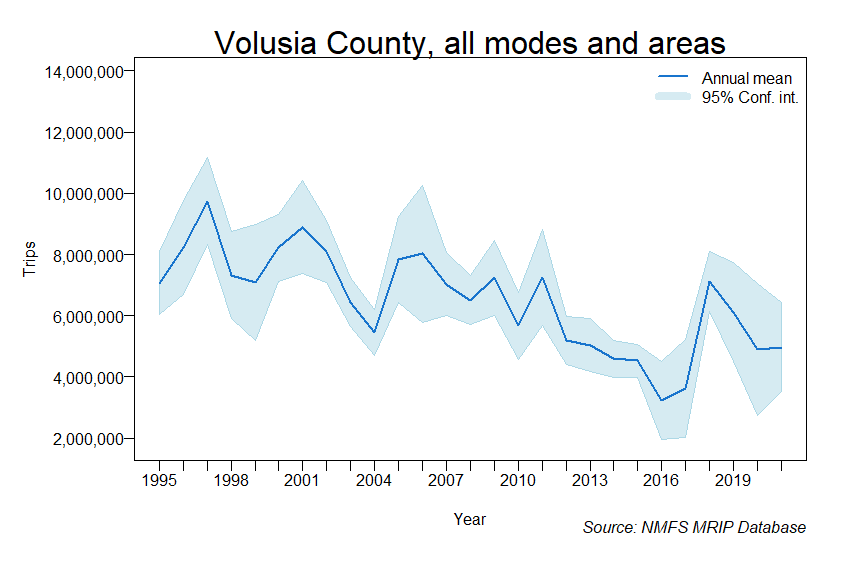 Volusia County, all modes and areas
Annual mean
95% Conf. int.
14,000,000
12,000,000
10,000,000
8,000,000
6,000,000
4,000,000
2,000,000
Trips
1995 1998 2001 2004 2007 2010 2013 2016 2019
Year
Source: NMFS MRIP Database